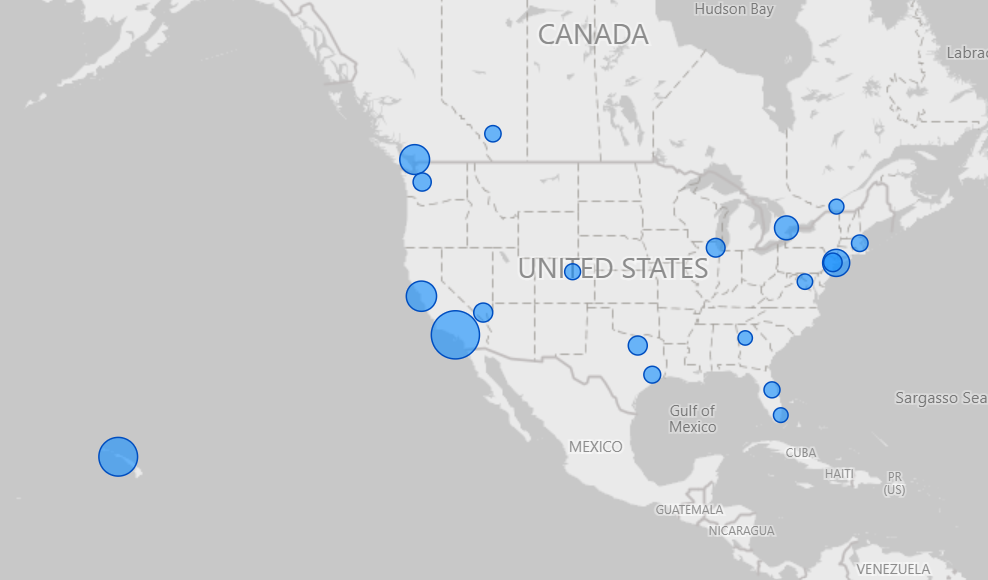 Hudson Bay
CANADA
Labrad
UNITED STATES
Sargasso Sea
Gulf of
Mexico
MEXICO
CUBA
HAITI
PR
(US)
GUATEMALA
NICARAGUA
VENEZUELA